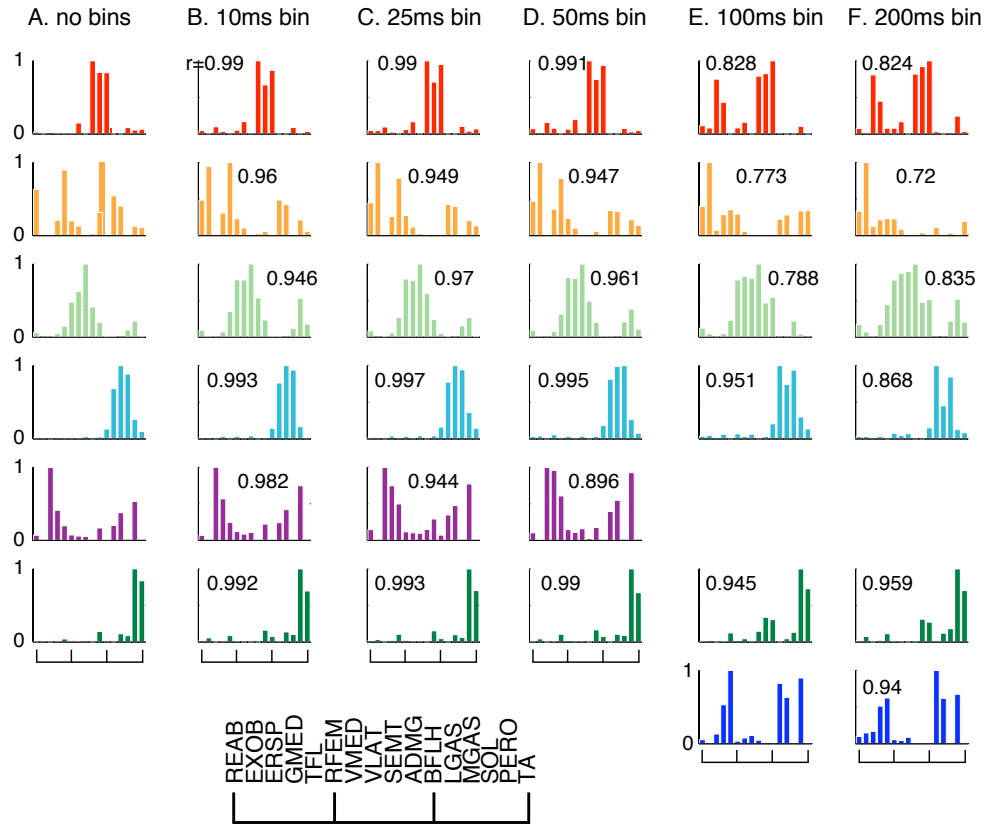 A. no bins B. 10ms bin C. 25ms bin D. 50ms bin E. 100ms bin F. 200ms bin
1 r=0.99 0.99 0.991 0.828 0.824
0
1 0.96 0.949 0.947 0.773 0.72
0
1 0.946 0.97 0.961 0.788 0.835
0
1 0.993 0.997 0.995 0.951 0.868
0
1 0.982 0.944 0.896
0
1 0.992 0.993 0.99 0.945 0.959
0
1 0.94
0
REAB
EXOB
ERSP
GMED
TFL
RFEM
VMED
VLAT
SEMT
ADMG
BFLH
LGAS
MGAS
SOL
PERO
TA